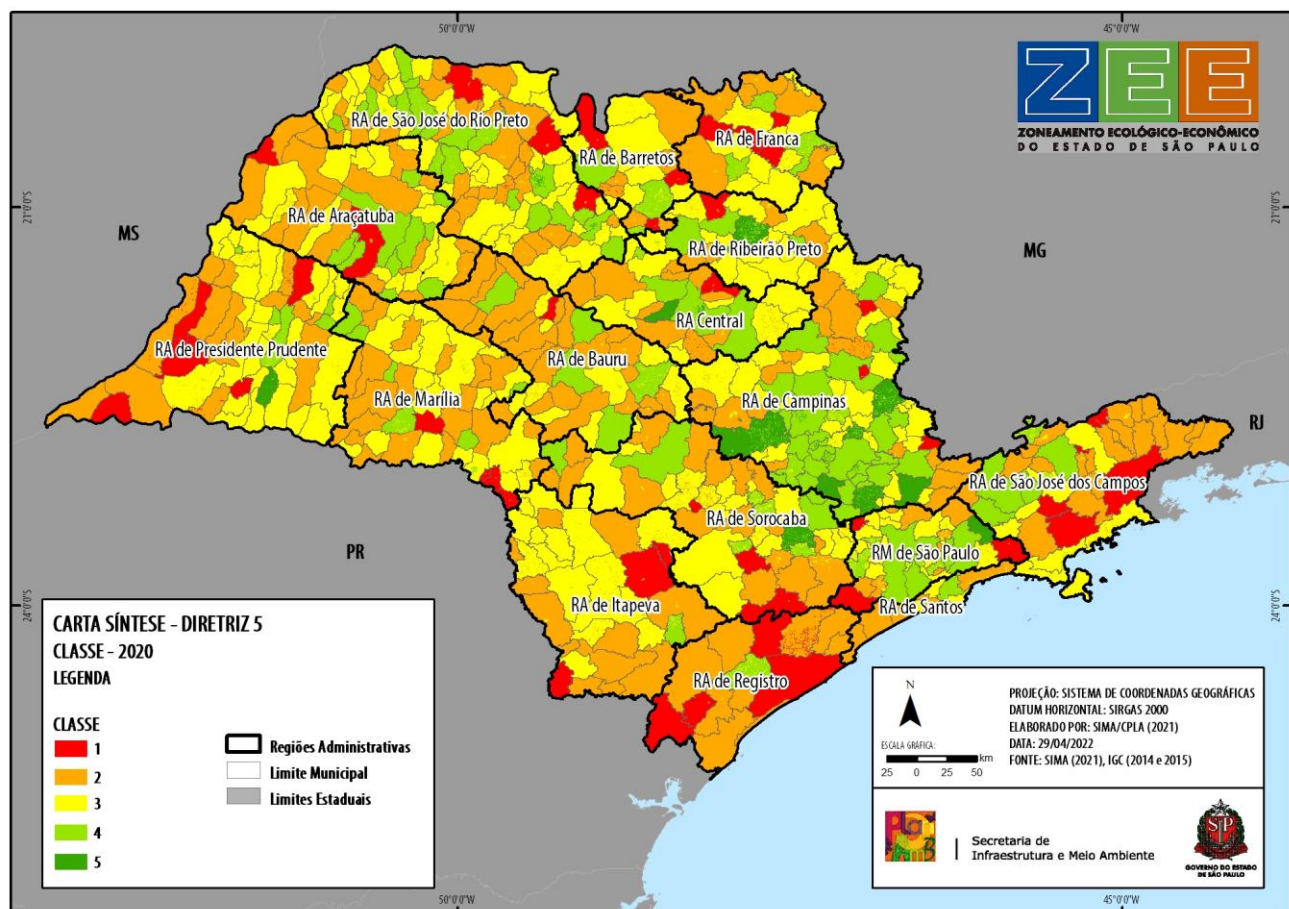 50°0'0"W
45°0'0"W
ZEE
ZONEAMENTO ECOLÓGICO-ECONÔMICO
DO ESTADO DE SÃO PAULO
RA de São José do Rio Preto
RA de Barretos
RA de Franca
21°0'0"S
21°0'0"S
RA de Araçatuba
MS
RA de Ribeirão Preto
MG
RA Central
RA de Presidente Prudente
RA de Bauru
RA de Marília
RA de Campinas
RJ
RA de São José dos Campos
RA de Sorocaba
PR
RM de São Paulo
RA de Itapeva
RA de Santos
24°0'0"S
24°0'0"S
RA de Registro
CARTA SÍNTESE - DIRETRIZ 5
CLASSE - 2020
LEGENDA
CLASSE
1
2
3
4
5
Regiões Administrativas
Limite Municipal
Limites Estaduais
N
ESCALA GRÁFICA:
km
25 0 25 50
PROJEÇÃO: SISTEMA DE COORDENADAS GEOGRÁFICAS
DATUM HORIZONTAL: SIRGAS 2000
ELABORADO POR: SIMA/CPLA (2021)
DATA: 29/04/2022
FONTE: SIMA (2021), IGC (2014 e 2015)
Secretaria de
Infraestrutura e Meio Ambiente
GOVERNO DO ESTADO
DE SÃO PAULO
50°0'0"W
45°0'0"W